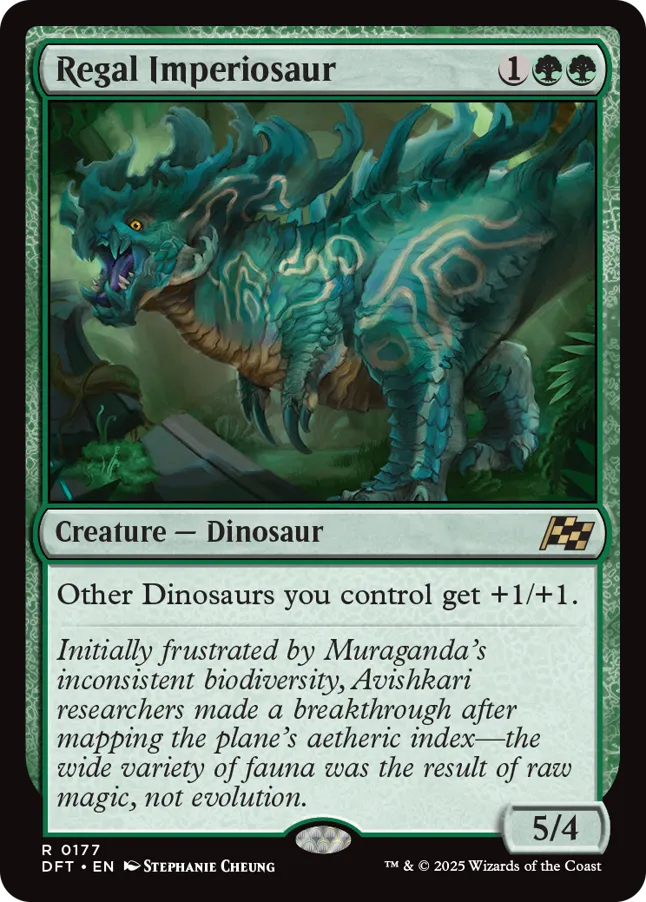 Regal Imperiosaur 1
Creature — Dinosaur
Other Dinosaurs you control get +1/+1.
Initially frustrated by Muraganda's
inconsistent biodiversity, Avishkari
researchers made a breakthrough after
mapping the plane's aetheric index—the
wide variety of fauna was the result of raw
magic, not evolution.
5/4
R 0177
DFT • EN Stephanie Cheung
™ & © 2025 Wizards of the Coast